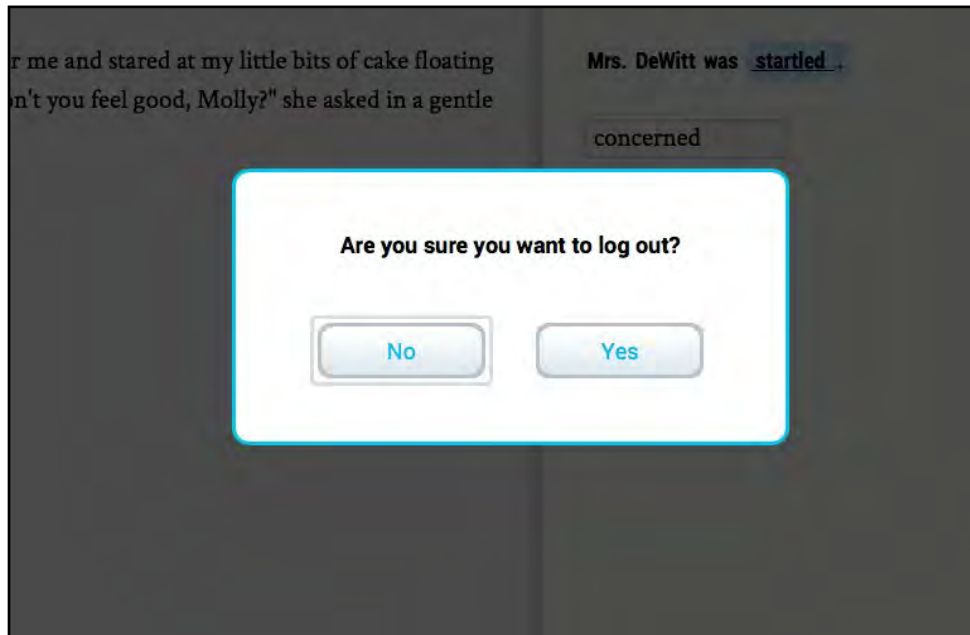 r me and stared at my little bits of cake floating
n't you feel good, Molly?" she asked in a gentle
Mrs. DeWitt was startled .
concerned
Are you sure you want to log out?
No
Yes